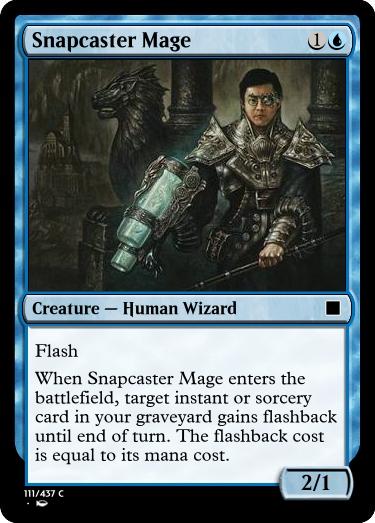 Snapcaster Mage 1
Creature — Human Wizard
Flash
When Snapcaster Mage enters the
battlefield, target instant or sorcery
card in your graveyard gains flashback
until end of turn. The flashback cost
is equal to its mana cost.
2/1
111/437 C